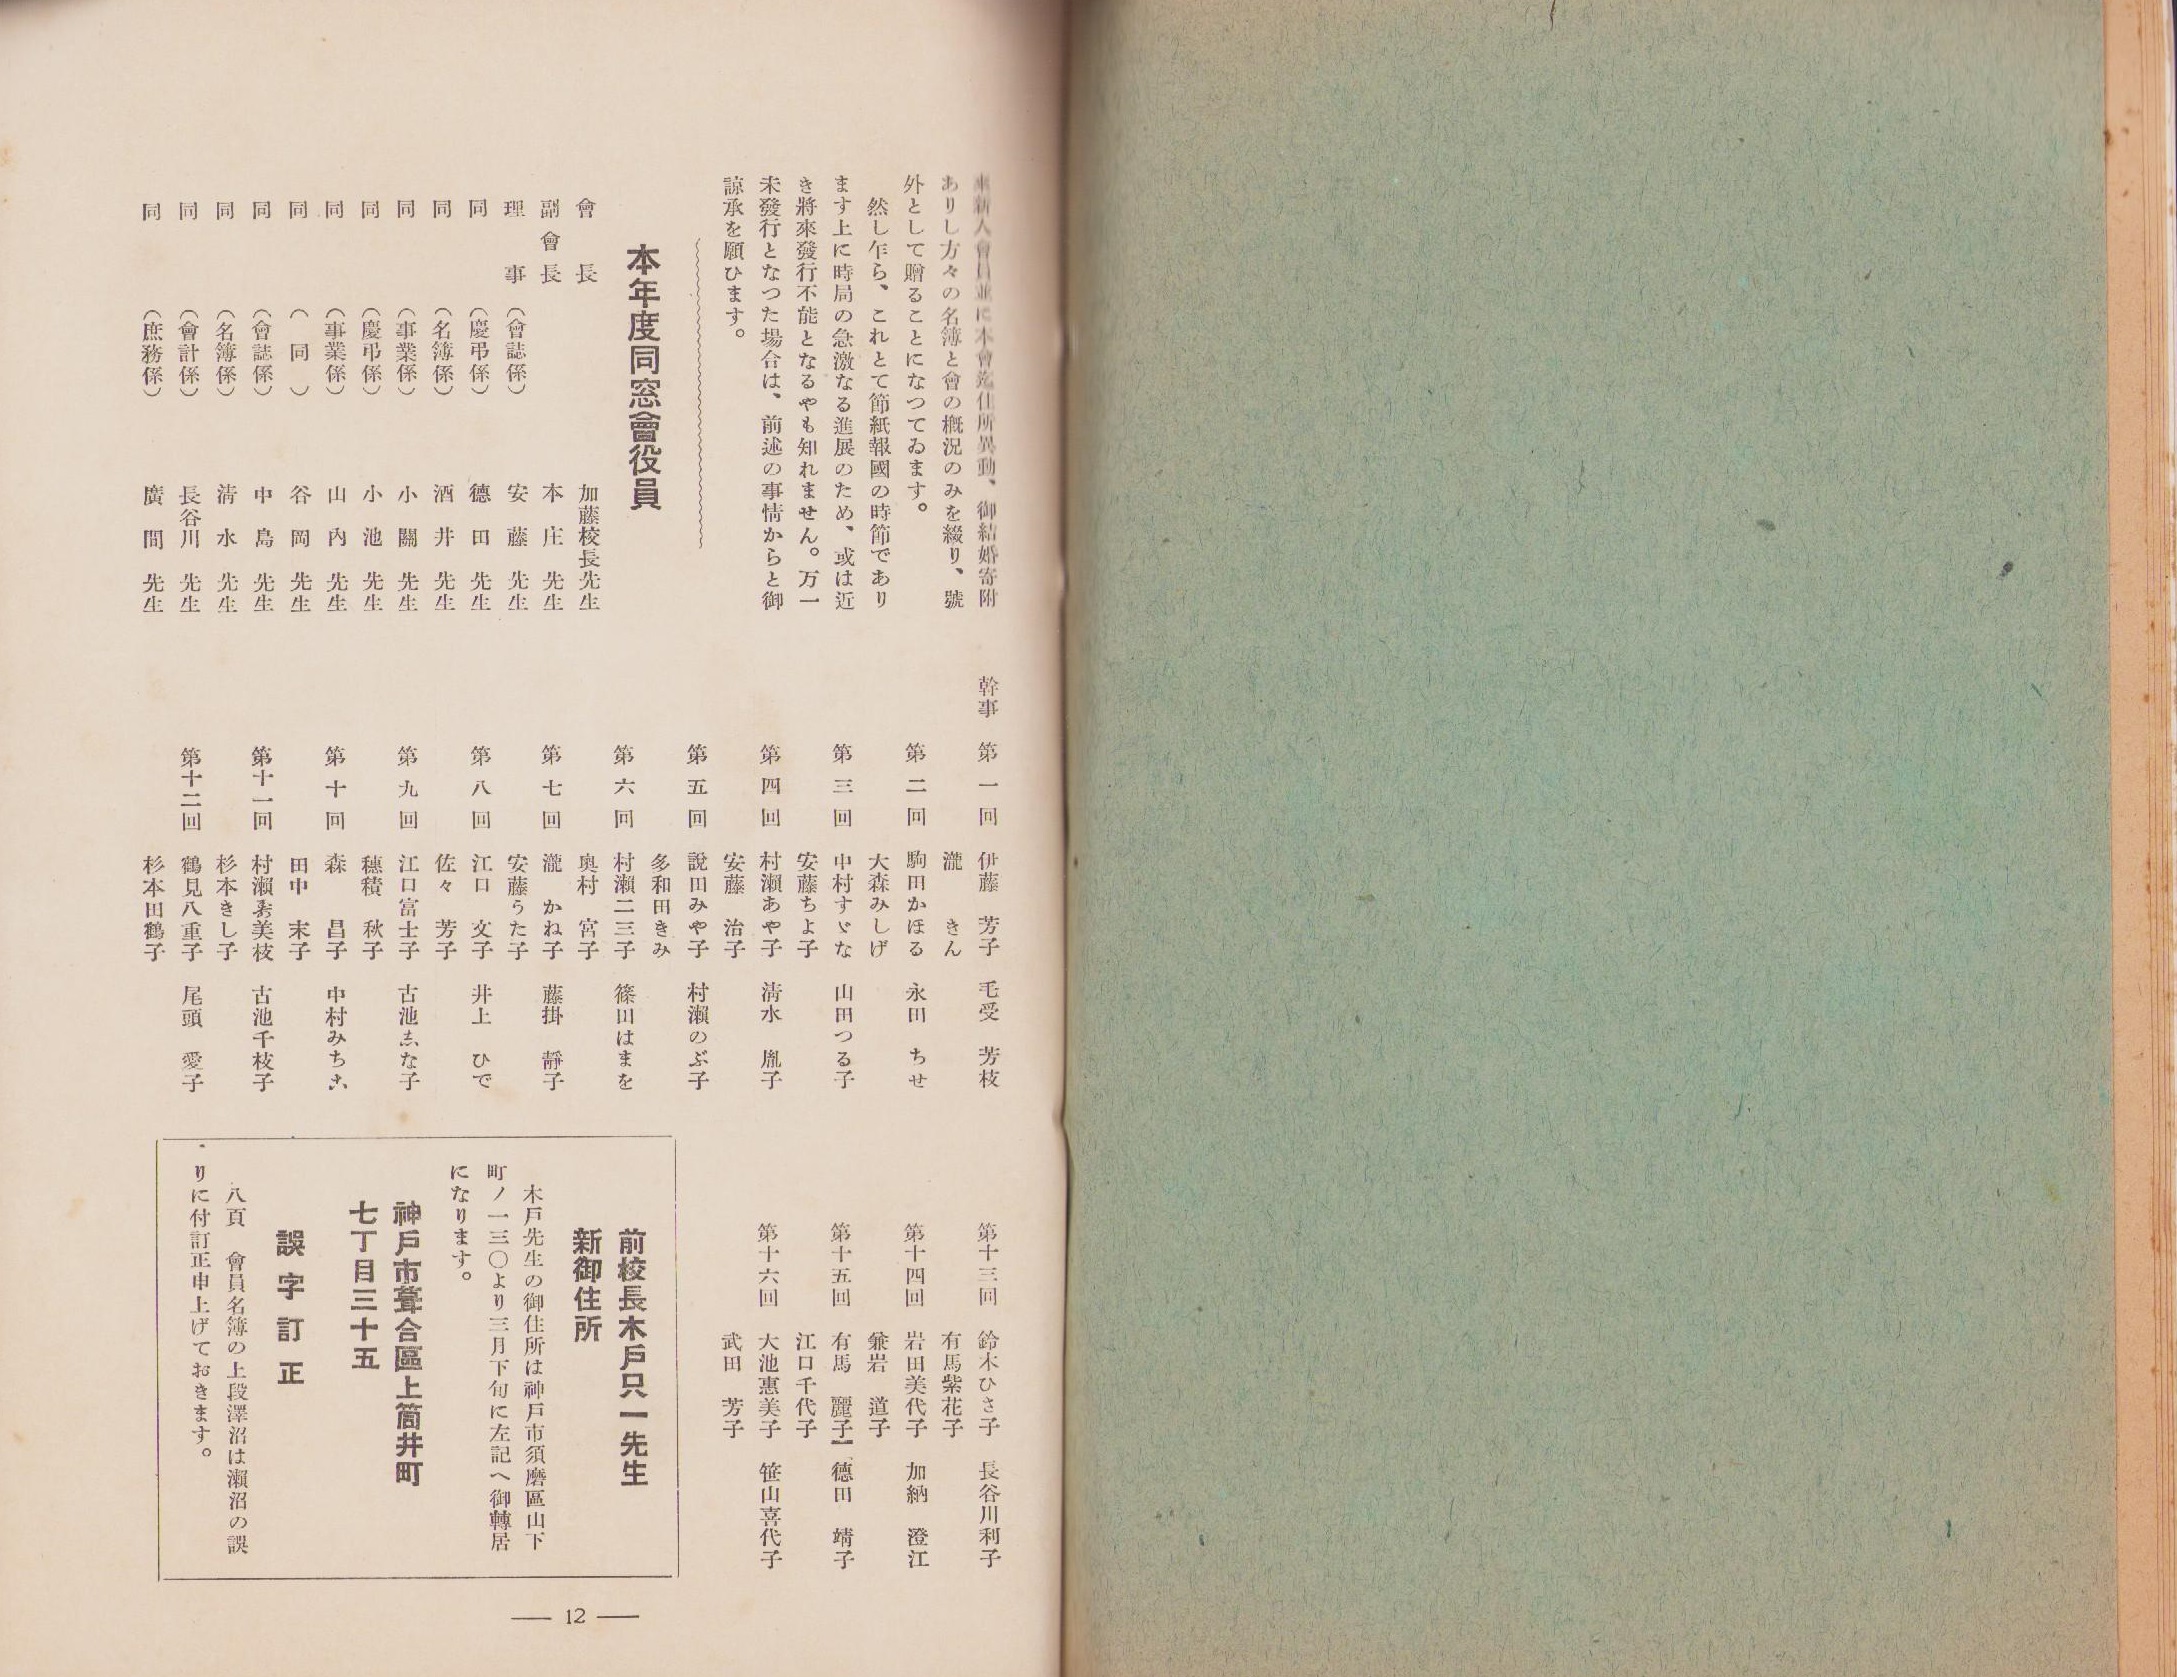 來新入會員並に本會迄住所異動、御結婚寄附
ありし方々の名簿と會の概況のみを綴り、號
外として贈ることになつてゐます。
然し乍ら、これとて節紙報國の時節であり
ます上に時局の急激なる進展のため、或は近
き將來發行不能となるやも知れません。万一
未發行となつた場合は、前述の事情からと御
諒承を願ひます。
本年度同窓會役員
會長 加藤校長先生
副會長 本庄先生
理事 (會誌係) 安藤先生
同 (慶弔係) 德田先生
同 (名簿係) 酒井先生
同 (事業係) 小關先生
同 (慶弔係) 小池先生
同 (事業係) 山內先生
同 (同) 谷岡先生
同 (會誌係) 中島先生
同 (名簿係) 淸水先生
同 (會計係) 長谷川先生
同 (庶務係) 廣間先生
幹事 第一回 伊藤芳子 毛受芳枝
瀧きん
第二回 駒田かほる 永田ちせ
大森みしげ
第三回 中村すゞな 山田つる子
安藤ちよ子
第四回 村瀨あや子 淸水胤子
安藤治子
第五回 說田みや子 村瀨のぶ子
多和田きみ
第六回 村瀨二三子 篠田はまを
奧村宮子
第七回 瀧かね子 藤掛靜子
安藤うた子
第八回 江口文子 井上ひで
佐々芳子
第九回 江口富士子 古池志な子
穗積秋子
第十回 森昌子 中村みちこ
田中末子
第十一回 村瀨寿美枝 古池千枝子
杉本きし子
第十二回 鶴見八重子 尾頭愛子
杉本田鶴子
第十三回 鈴木ひさ子 長谷川利子
有馬紫花子
第十四回 岩田美代子 加納澄江
兼岩道子
第十五回 有馬麗子 德田靖子
江口千代子
第十六回 大池惠美子 笹山喜代子
武田芳子
前校長木戶只一先生
新御住所
木戶先生の御住所は神戶市須磨區山下
町ノ一三〇より三月下旬に左記へ御轉居
になります。
神戶市葺合區上筒井町
七丁目三十五
誤字訂正
八頁 會員名簿の上段澤沼は瀨沼の誤
りに付訂正申上げておきます。
— 12 —